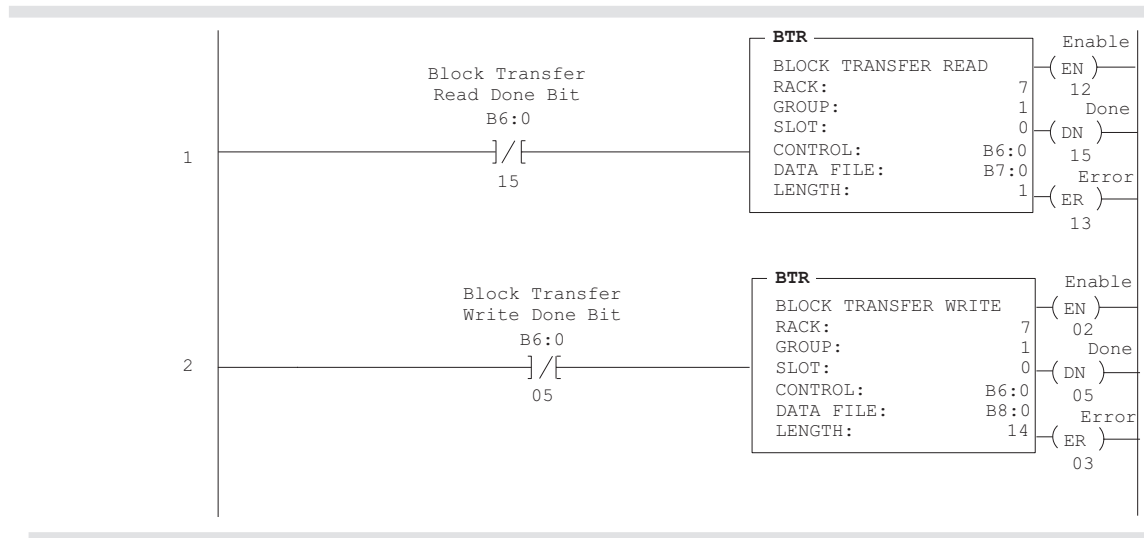 BTR
Enable
BLOCK TRANSFER READ
( EN )
RACK: 7
12
GROUP: 1
Done
SLOT: 0
( DN )
CONTROL: B6:0
15
DATA FILE: B7:0
Error
LENGTH: 1
( ER )
13
Block Transfer
Read Done Bit
B6:0
1
]/[
15
BTR
Enable
BLOCK TRANSFER WRITE
( EN )
RACK: 7
02
GROUP: 1
Done
SLOT: 0
( DN )
CONTROL: B6:0
05
DATA FILE: B8:0
Error
LENGTH: 14
( ER )
03
Block Transfer
Write Done Bit
B6:0
2
]/[
05